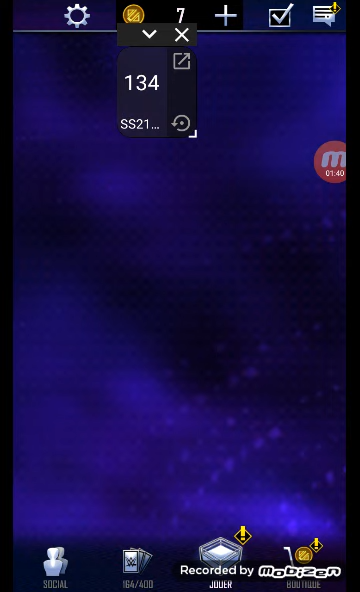 7
134
SS21...
01:40
SOCIAL
164/400
JOUER
BOUTIQUE
Recorded by mobizen